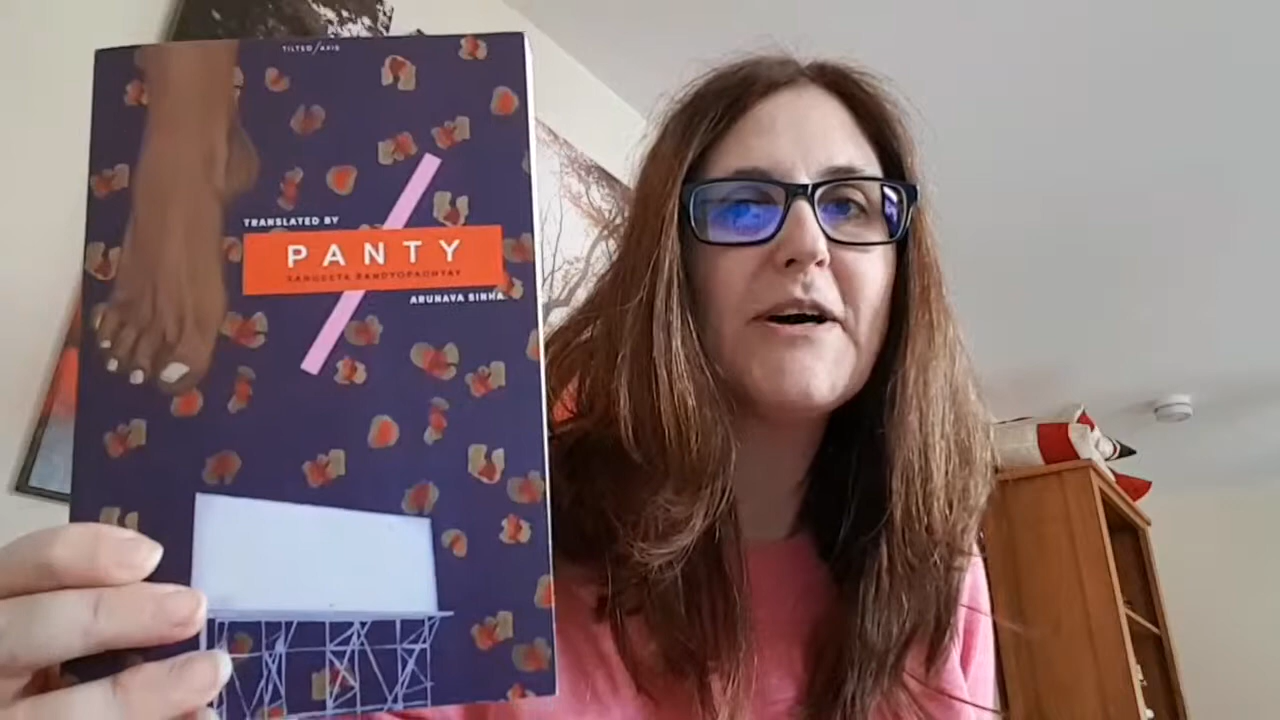 TILTED/AXIS
TRANSLATED BY
PANTY
SANGEETA BANDYOPADHYAY
ARUNAVA SINHA